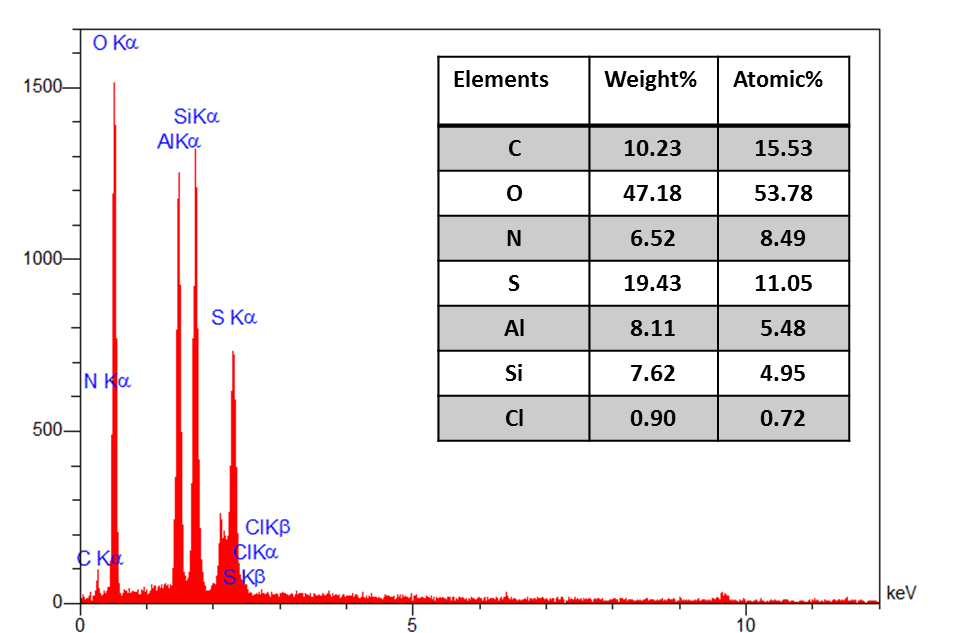 O Kα
1500
SiKα
AlKα
1000
S Kα
N Kα
500
ClKβ
ClKα
C Kα
S Kβ
0
keV
0 5 10
Elements Weight% Atomic%
C 10.23 15.53
O 47.18 53.78
N 6.52 8.49
S 19.43 11.05
Al 8.11 5.48
Si 7.62 4.95
Cl 0.90 0.72